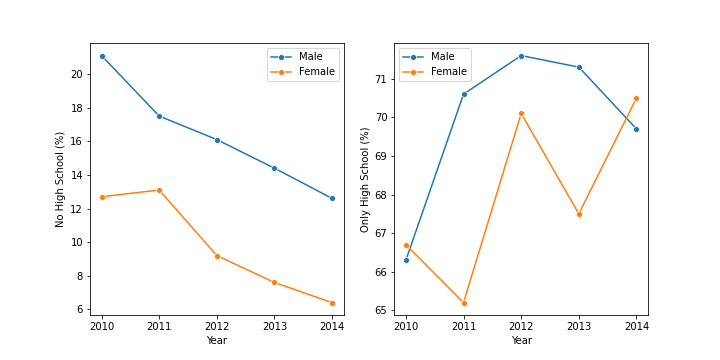 Male
Female
20
18
16
14
12
10
8
6
No High School (%)
2010 2011 2012 2013 2014
Year
Male
Female
71
70
69
68
67
66
65
Only High School (%)
2010 2011 2012 2013 2014
Year